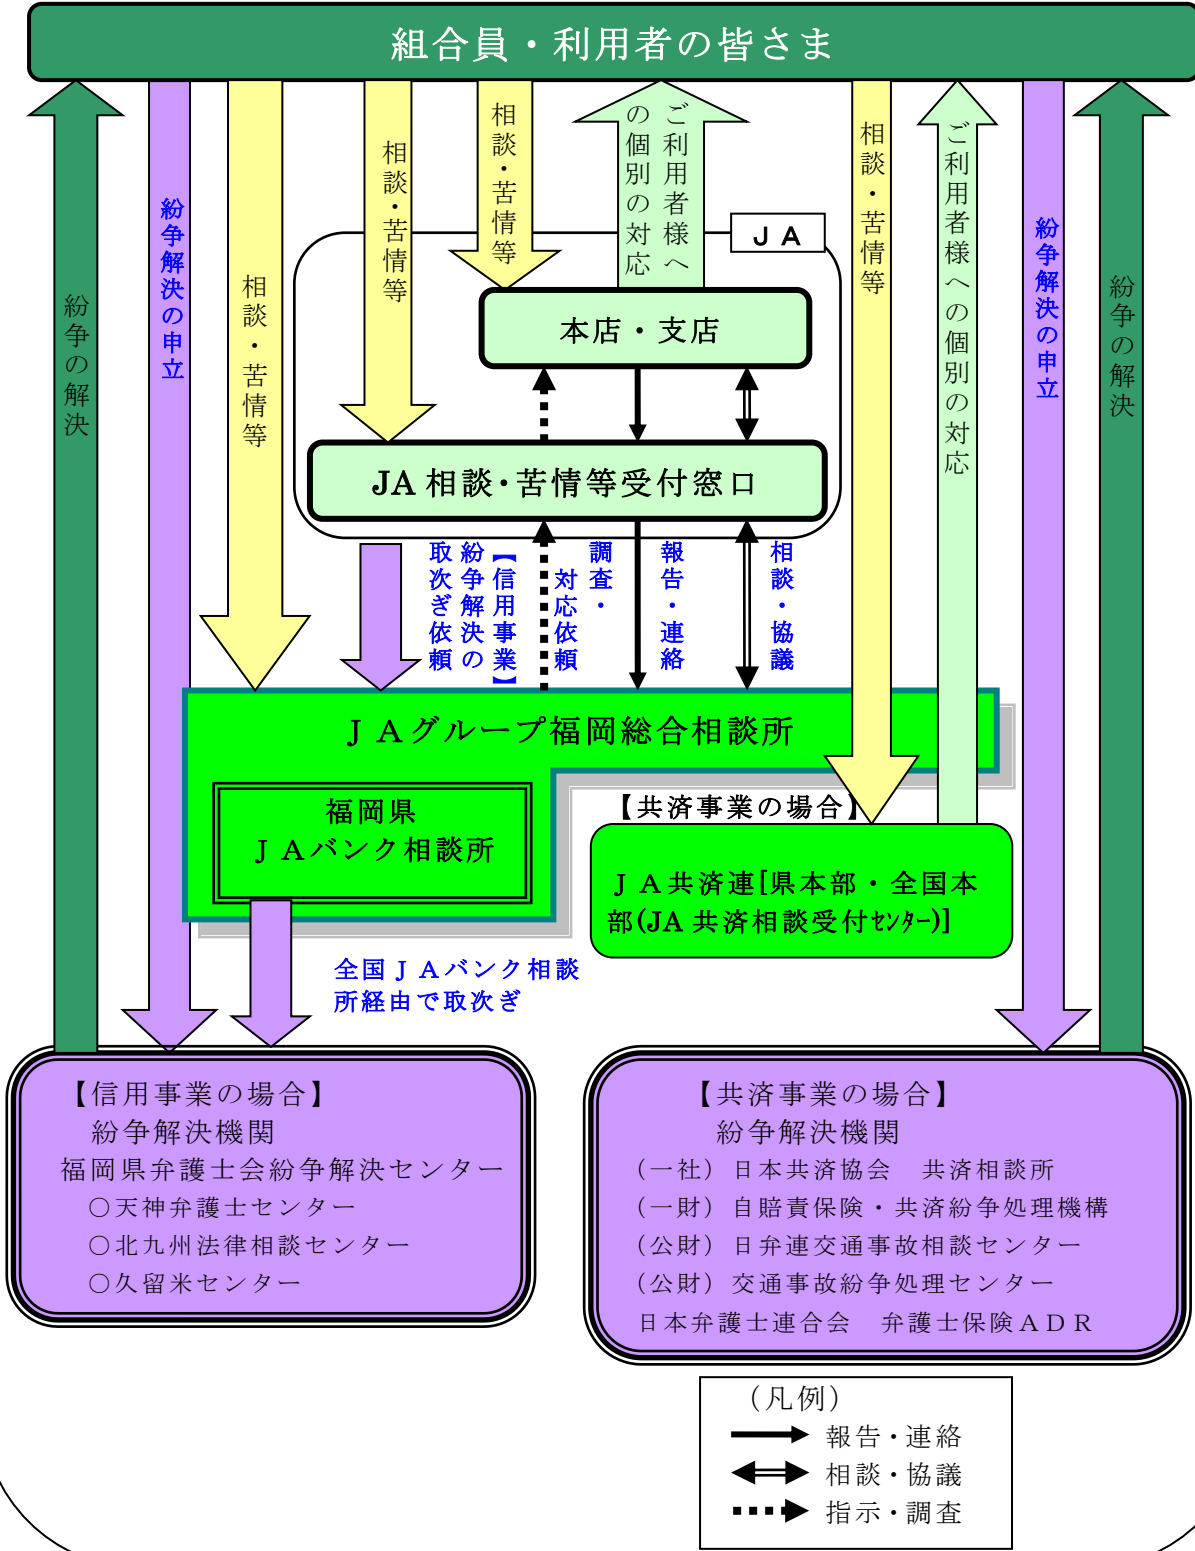 組合員・利用者の皆さま
紛争の解決
紛争解決の申立
相談・苦情等
相談・苦情等
相談・苦情等
ご利用者様へ
の個別の対応
相談・苦情等
ご利用者様への個別の対応
紛争解決の申立
紛争の解決
ＪＡ
本店・支店
JA 相談・苦情等受付窓口
【信用事業】
紛争解決の
取次ぎ依頼
調査・
対応依頼
報告・連絡
相談・協議
ＪＡグループ福岡総合相談所
福岡県
ＪＡバンク相談所
【共済事業の場合】
ＪＡ共済連[県本部・全国本
部(JA 共済相談受付ｾﾝﾀｰ)]
全国ＪＡバンク相談
所経由で取次ぎ
【信用事業の場合】
紛争解決機関
福岡県弁護士会紛争解決センター
○天神弁護士センター
○北九州法律相談センター
○久留米センター
【共済事業の場合】
紛争解決機関
（一社）日本共済協会　共済相談所
（一財）自賠責保険・共済紛争処理機構
（公財）日弁連交通事故相談センター
（公財）交通事故紛争処理センター
日本弁護士連合会　弁護士保険ＡＤＲ
（凡例）
報告・連絡
相談・協議
指示・調査